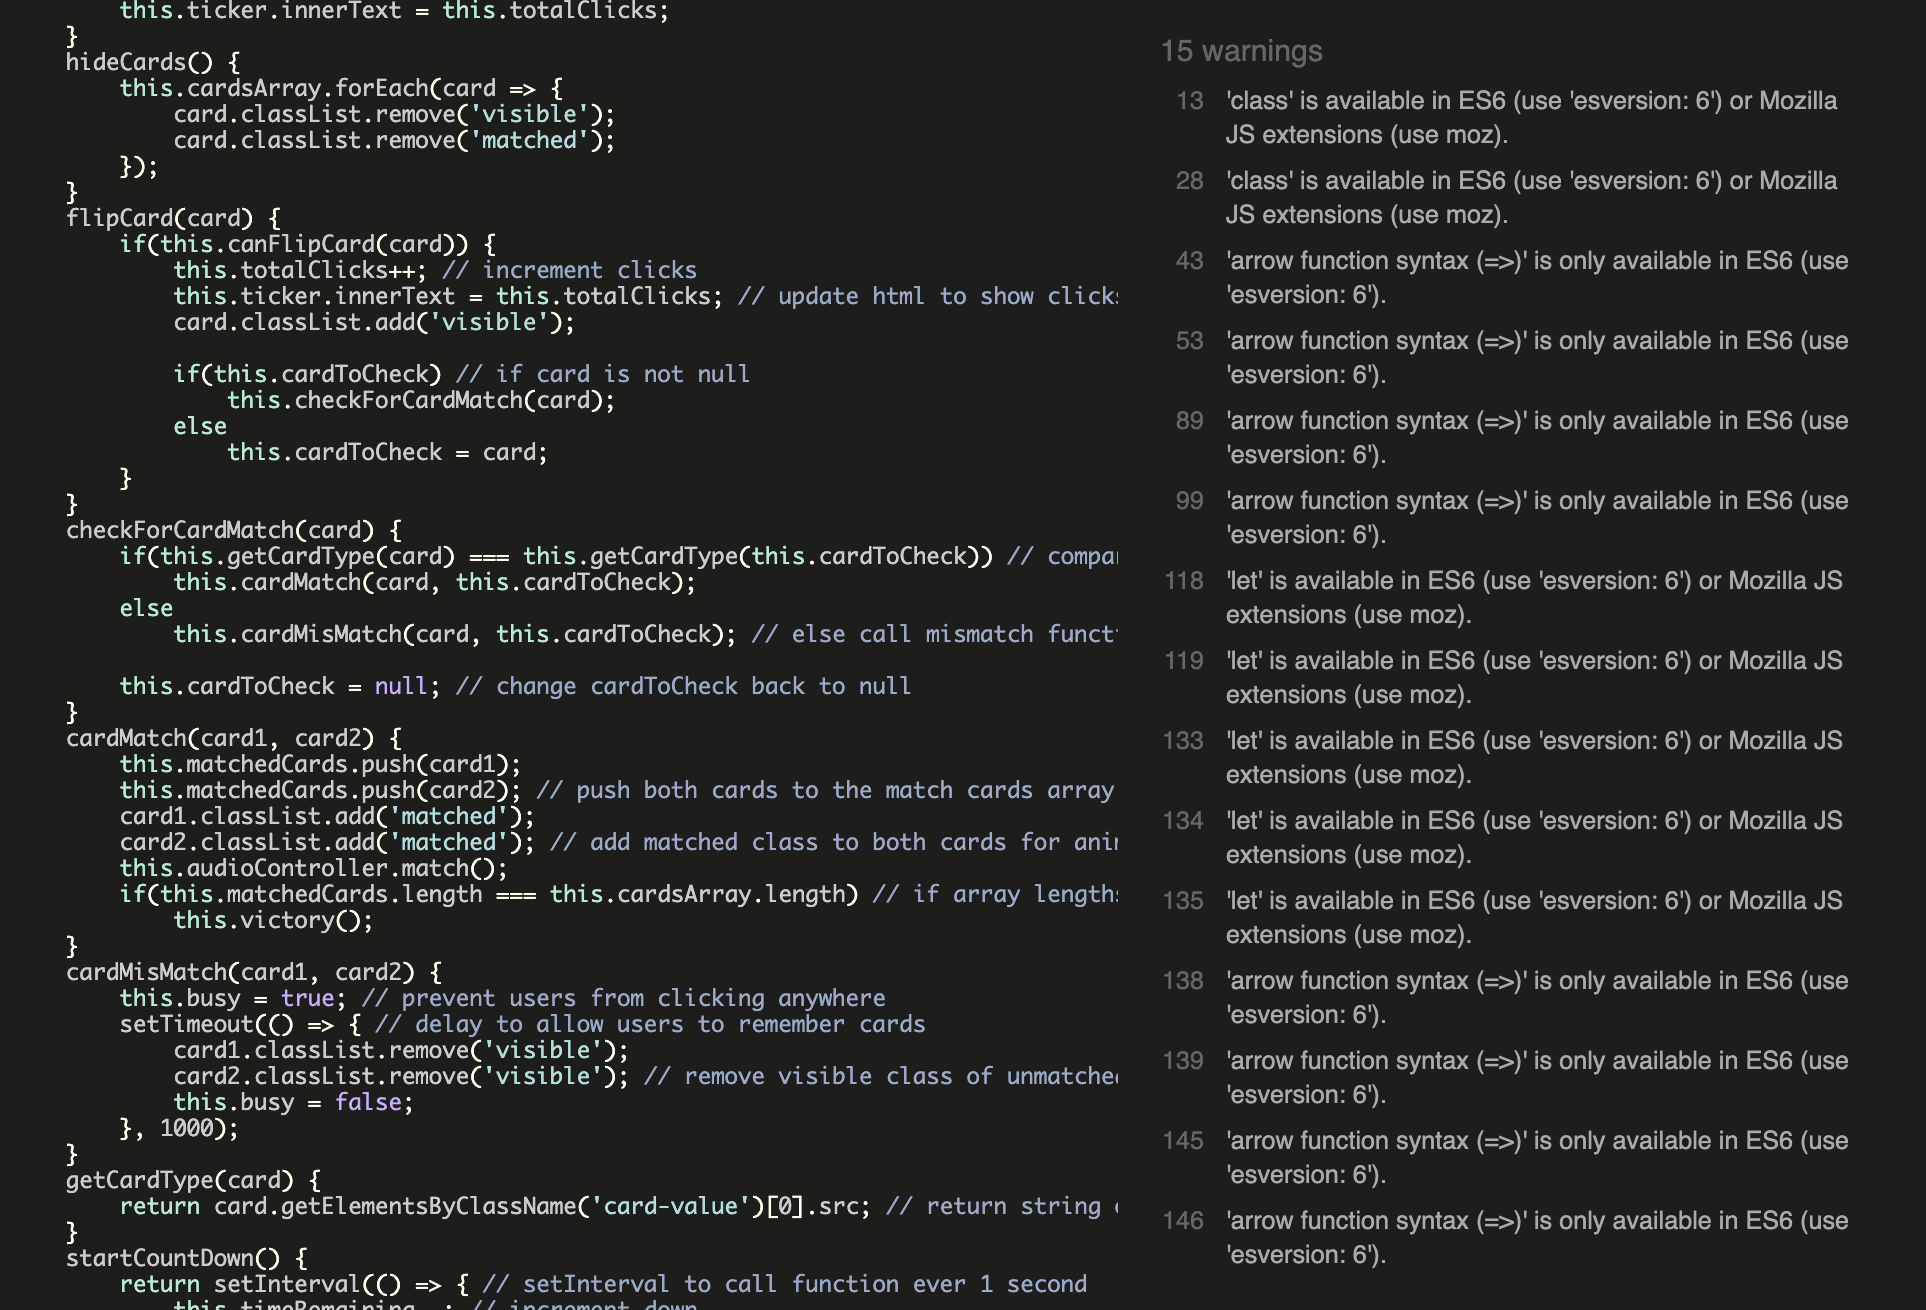 this.ticker.innerText = this.totalClicks;
}
hideCards() {
this.cardsArray.forEach(card => {
card.classList.remove('visible');
card.classList.remove('matched');
});
}
flipCard(card) {
if(this.canFlipCard(card)) {
this.totalClicks++; // increment clicks
this.ticker.innerText = this.totalClicks; // update html to show clicks
card.classList.add('visible');
if(this.cardToCheck) // if card is not null
this.checkForCardMatch(card);
else
this.cardToCheck = card;
}
}
checkForCardMatch(card) {
if(this.getCardType(card) === this.getCardType(this.cardToCheck)) //
this.cardMatch(card, this.cardToCheck);
else
this.cardMisMatch(card, this.cardToCheck); // else call mismatch
this.cardToCheck = null; // change cardToCheck back to null
}
cardMatch(card1, card2) {
this.matchedCards.push(card1);
this.matchedCards.push(card2); // push both cards to the match cards array
card1.classList.add('matched');
card2.classList.add('matched'); // add matched class to both cards for
this.audioController.match();
if(this.matchedCards.length === this.cardsArray.length) // if array lengths
this.victory();
}
cardMisMatch(card1, card2) {
this.busy = true; // prevent users from clicking anywhere
setTimeout(() => { // delay to allow users to remember cards
card1.classList.remove('visible');
card2.classList.remove('visible'); // remove visible class of unmatched
this.busy = false;
}, 1000);
}
getCardType(card) {
return card.getElementsByClassName('card-value')[0].src; // return string
}
startCountDown() {
return setInterval(() => { // setInterval to call function ever 1 second
this.timeRemaining--; // increment down
15 warnings
13 'class' is available in ES6 (use 'esversion: 6') or Mozilla
JS extensions (use moz).
28 'class' is available in ES6 (use 'esversion: 6') or Mozilla
JS extensions (use moz).
43 'arrow function syntax (=>)' is only available in ES6 (use
'esversion: 6').
53 'arrow function syntax (=>)' is only available in ES6 (use
'esversion: 6').
89 'arrow function syntax (=>)' is only available in ES6 (use
'esversion: 6').
99 'arrow function syntax (=>)' is only available in ES6 (use
'esversion: 6').
118 'let' is available in ES6 (use 'esversion: 6') or Mozilla JS
extensions (use moz).
119 'let' is available in ES6 (use 'esversion: 6') or Mozilla JS
extensions (use moz).
133 'let' is available in ES6 (use 'esversion: 6') or Mozilla JS
extensions (use moz).
134 'let' is available in ES6 (use 'esversion: 6') or Mozilla JS
extensions (use moz).
135 'let' is available in ES6 (use 'esversion: 6') or Mozilla JS
extensions (use moz).
138 'arrow function syntax (=>)' is only available in ES6 (use
'esversion: 6').
139 'arrow function syntax (=>)' is only available in ES6 (use
'esversion: 6').
145 'arrow function syntax (=>)' is only available in ES6 (use
'esversion: 6').
146 'arrow function syntax (=>)' is only available in ES6 (use
'esversion: 6').